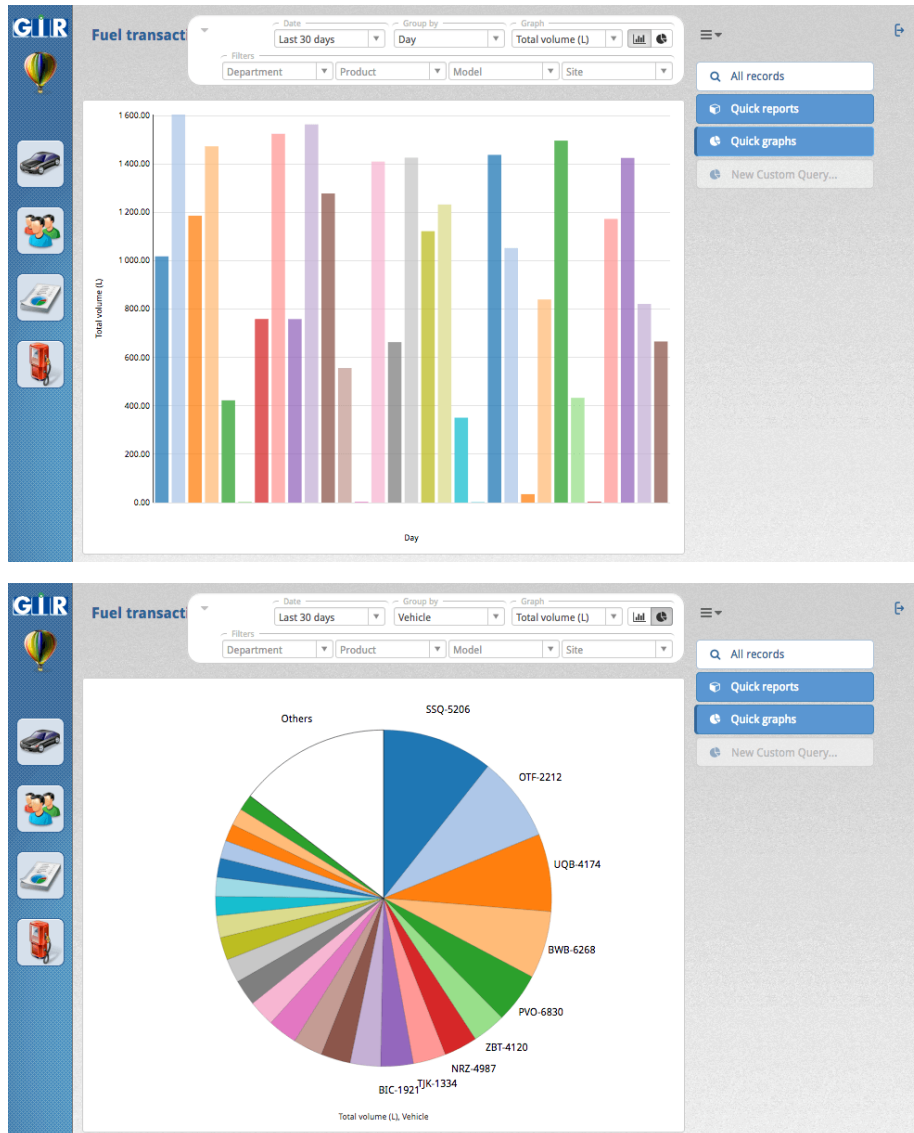 GIR
Fuel transacti
Date
Last 30 days
Group by
Day
Graph
Total volume (L)
Filters
Department
Product
Model
Site
All records
Quick reports
Quick graphs
New Custom Query...
1 600.00
1 400.00
1 200.00
1 000.00
800.00
600.00
400.00
200.00
0.00
Total volume (L)
Day
GIR
Fuel transacti
Date
Last 30 days
Group by
Vehicle
Graph
Total volume (L)
Filters
Department
Product
Model
Site
All records
Quick reports
Quick graphs
New Custom Query...
Others
SSQ-5206
OTF-2212
UQB-4174
BWB-6268
PVO-6830
ZBT-4120
NRZ-4987
TJK-1334
BIC-1921
Total volume (L), Vehicle